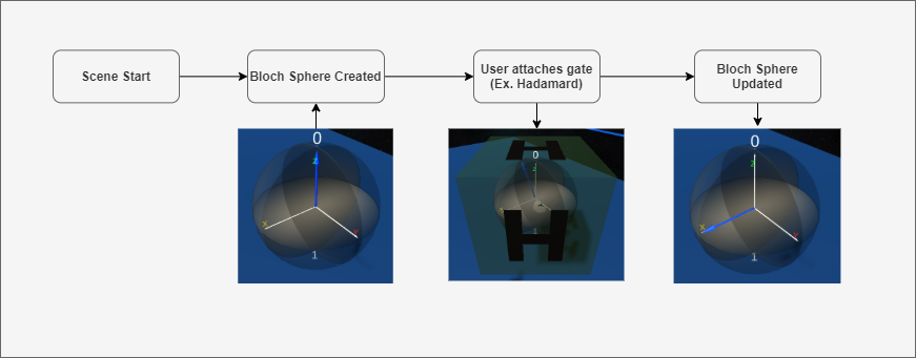 Scene Start
Bloch Sphere Created
User attaches gate
(Ex. Hadamard)
Bloch Sphere
Updated
0
z
x
Y
1
H
0
z
H
1
0
z
x
Y
1